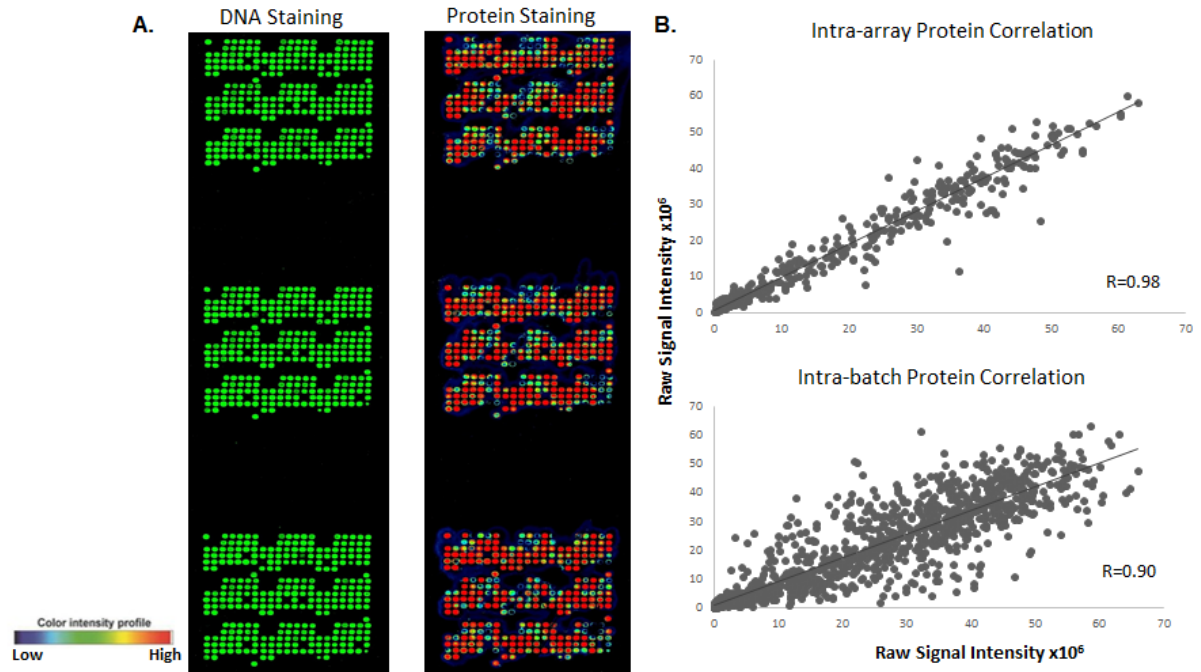 A.
DNA Staining
Protein Staining
Color intensity profile
Low
High
B.
Intra-array Protein Correlation
70
60
50
40
30
20
10
0
0
10
20
30
40
50
60
70
R=0.98
Raw Signal Intensity x10⁶
Intra-batch Protein Correlation
70
60
50
40
30
20
10
0
0
10
20
30
40
50
60
70
R=0.90
Raw Signal Intensity x10⁶